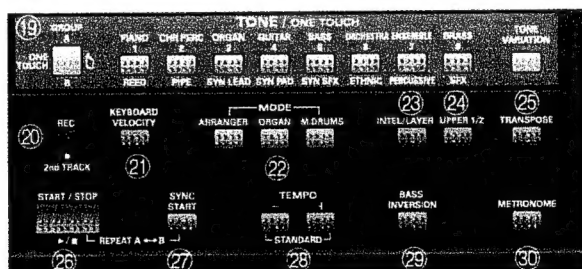 TONE / ONE TOUCH
19 GROUP A PIANO CHR.PERC ORGAN GUITAR BASS ORCHESTRA ENSEMBLE BRASS TONE VARIATION
1 2 3 4 5 6 7 8
ONE TOUCH
B REED PIPE SYN LEAD SYN PAD SYN SFX ETHNIC PERCUSSIVE SFX
23 24 25
MODE
20 REC KEYBOARD VELOCITY ARRANGER ORGAN M.DRUMS INTEL/LAYER UPPER 1/2 TRANSPOSE
2nd TRACK 21 22
START / STOP SYNC START TEMPO BASS INVERSION METRONOME
►/■ REPEAT A ↔ B STANDARD
26 27 28 29 30